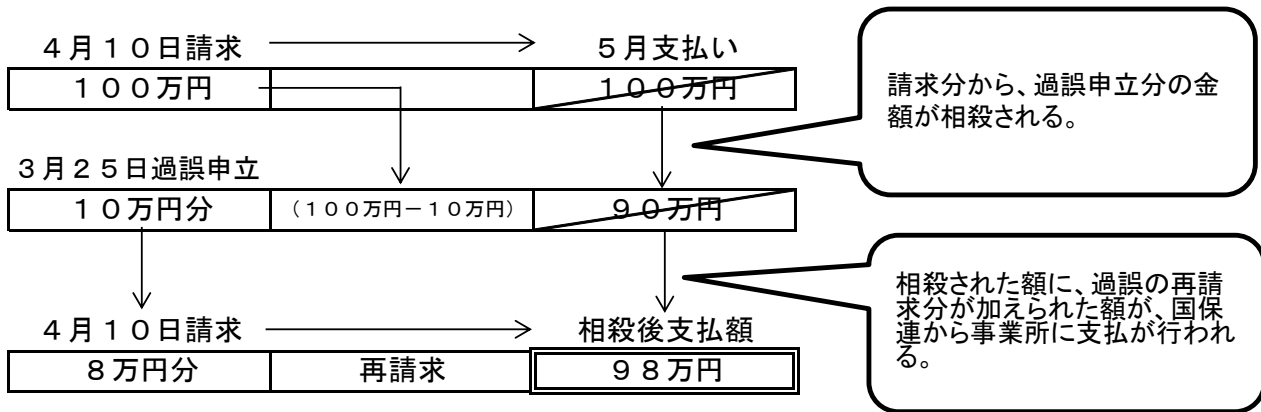 ４月１０日請求
５月支払い
１００万円
１００万円
請求分から、過誤申立分の金
額が相殺される。
３月２５日過誤申立
１０万円分
（１００万円－１０万円）
９０万円
相殺された額に、過誤の再請
求分が加えられた額が、国保
連から事業所に支払が行われ
る。
４月１０日請求
相殺後支払額
８万円分
再請求
９８万円